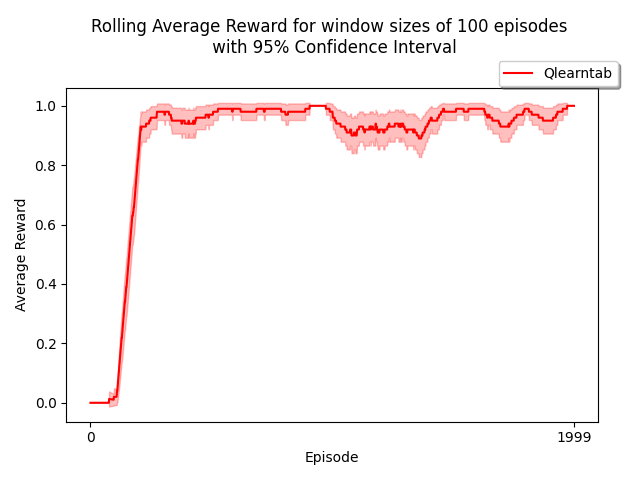 Rolling Average Reward for window sizes of 100 episodes
with 95% Confidence Interval
Qlearntab
1.0
0.8
0.6
0.4
0.2
0.0
Average Reward
0
1999
Episode